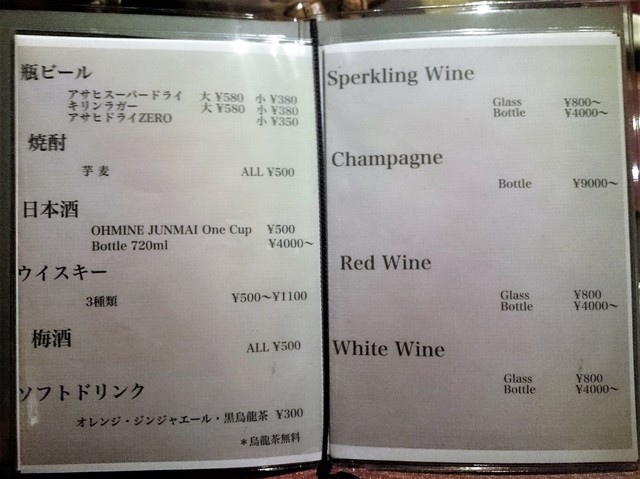 瓶ビール
アサヒスーパードライ 大 ¥580 小 ¥380
キリンラガー 大 ¥580 小 ¥380
アサヒドライZERO 小 ¥350
焼酎
芋 麦 ALL ¥500
日本酒
OHMINE JUNMAI One Cup ¥500
Bottle 720ml ¥4000~
ウイスキー
3種類 ¥500~¥1100
梅酒
ALL ¥500
ソフトドリンク
オレンジ・ジンジャエール・黒烏龍茶 ¥300
＊烏龍茶無料
Sperkling Wine
Glass ¥800~
Bottle ¥4000~
Champagne
Bottle ¥9000~
Red Wine
Glass ¥800
Bottle ¥4000~
White Wine
Glass ¥800
Bottle ¥4000~